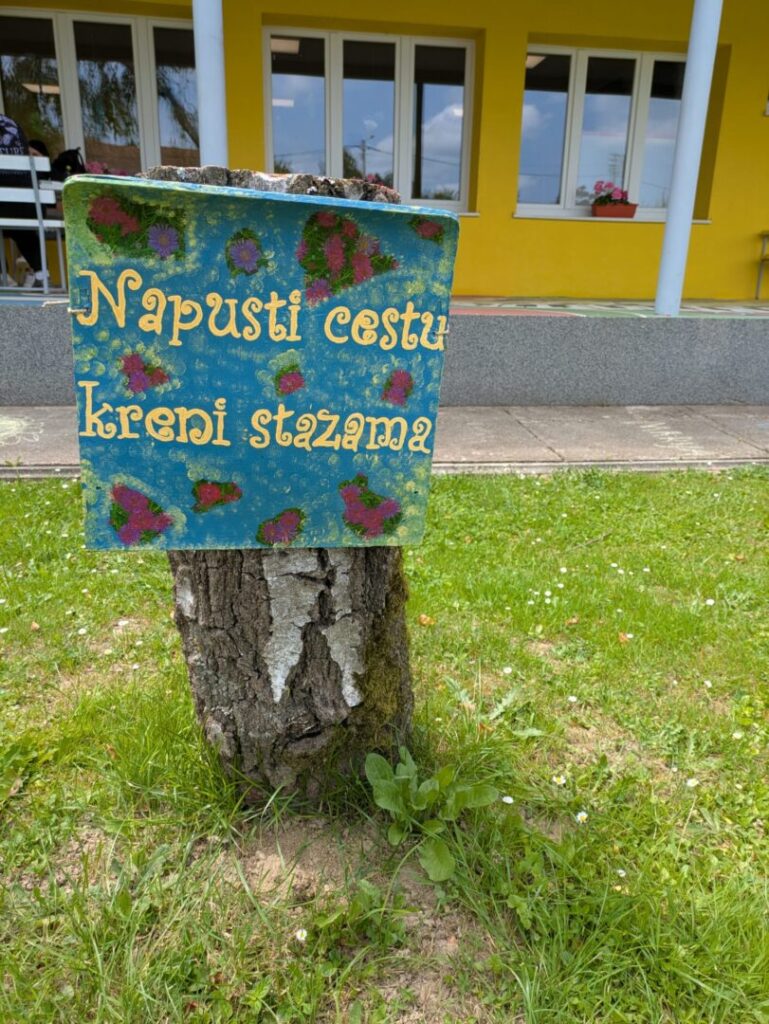 Napusti cestu
kreni stazama